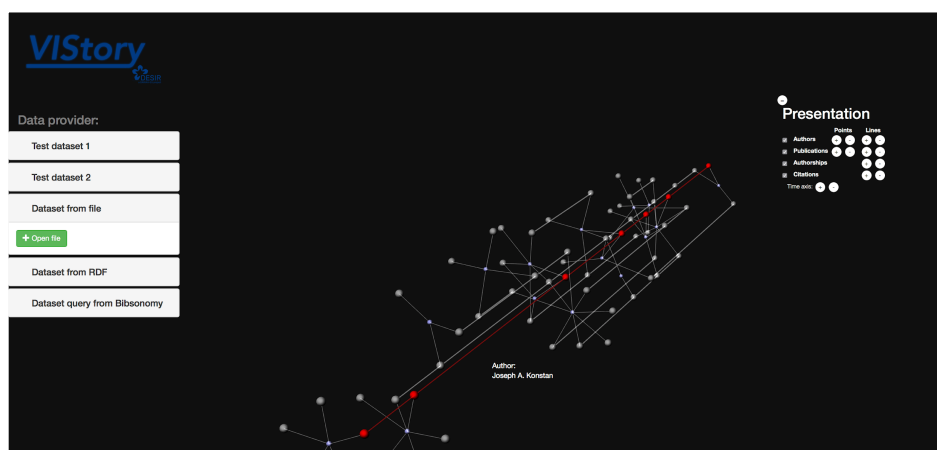 VIStory
DESIR
Data provider:
Test dataset 1
Test dataset 2
Dataset from file
+ Open file
Dataset from RDF
Dataset query from Bibsonomy
Author:
Joseph A. Konstan
-
Presentation
Points Lines
Authors + - + -
Publications + - + -
Authorships + -
Citations + -
Time axis: + -